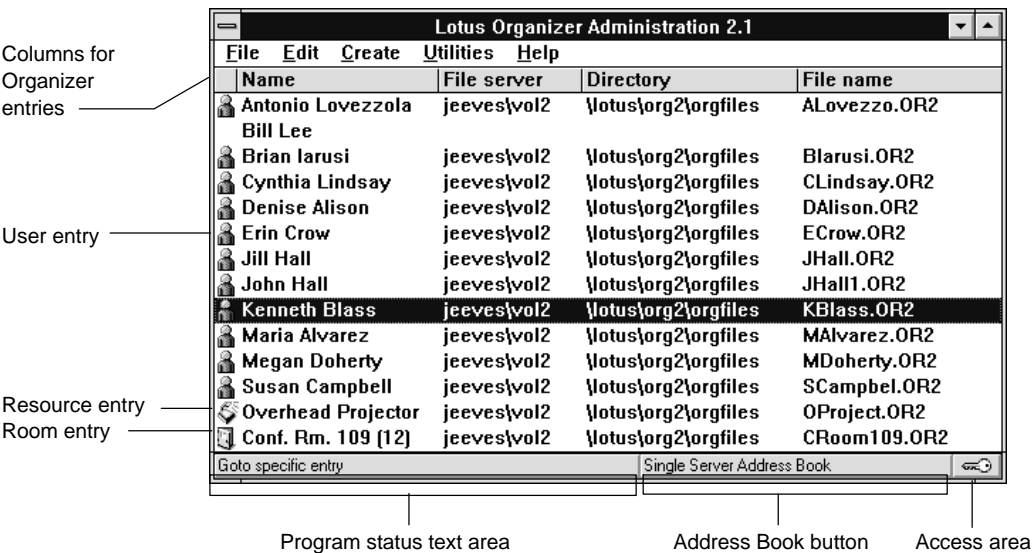 Lotus Organizer Administration 2.1
File Edit Create Utilities Help
Columns for
Organizer
entries
Name File server Directory File name
Antonio Lovezzola jeeves\vol2 \lotus\org2\orgfiles ALovezzo.OR2
Bill Lee
Brian Iarusi jeeves\vol2 \lotus\org2\orgfiles BIarusi.OR2
Cynthia Lindsay jeeves\vol2 \lotus\org2\orgfiles CLindsay.OR2
Denise Alison jeeves\vol2 \lotus\org2\orgfiles DAlison.OR2
User entry
Erin Crow jeeves\vol2 \lotus\org2\orgfiles ECrow.OR2
Jill Hall jeeves\vol2 \lotus\org2\orgfiles JHall.OR2
John Hall jeeves\vol2 \lotus\org2\orgfiles JHall1.OR2
Kenneth Blass jeeves\vol2 \lotus\org2\orgfiles KBlass.OR2
Maria Alvarez jeeves\vol2 \lotus\org2\orgfiles MAlvarez.OR2
Megan Doherty jeeves\vol2 \lotus\org2\orgfiles MDoherty.OR2
Susan Campbell jeeves\vol2 \lotus\org2\orgfiles SCampbel.OR2
Resource entry
Overhead Projector jeeves\vol2 \lotus\org2\orgfiles OProject.OR2
Room entry
Conf. Rm. 109 (12) jeeves\vol2 \lotus\org2\orgfiles CRoom109.OR2
Goto specific entry Single Server Address Book
Program status text area Address Book button Access area